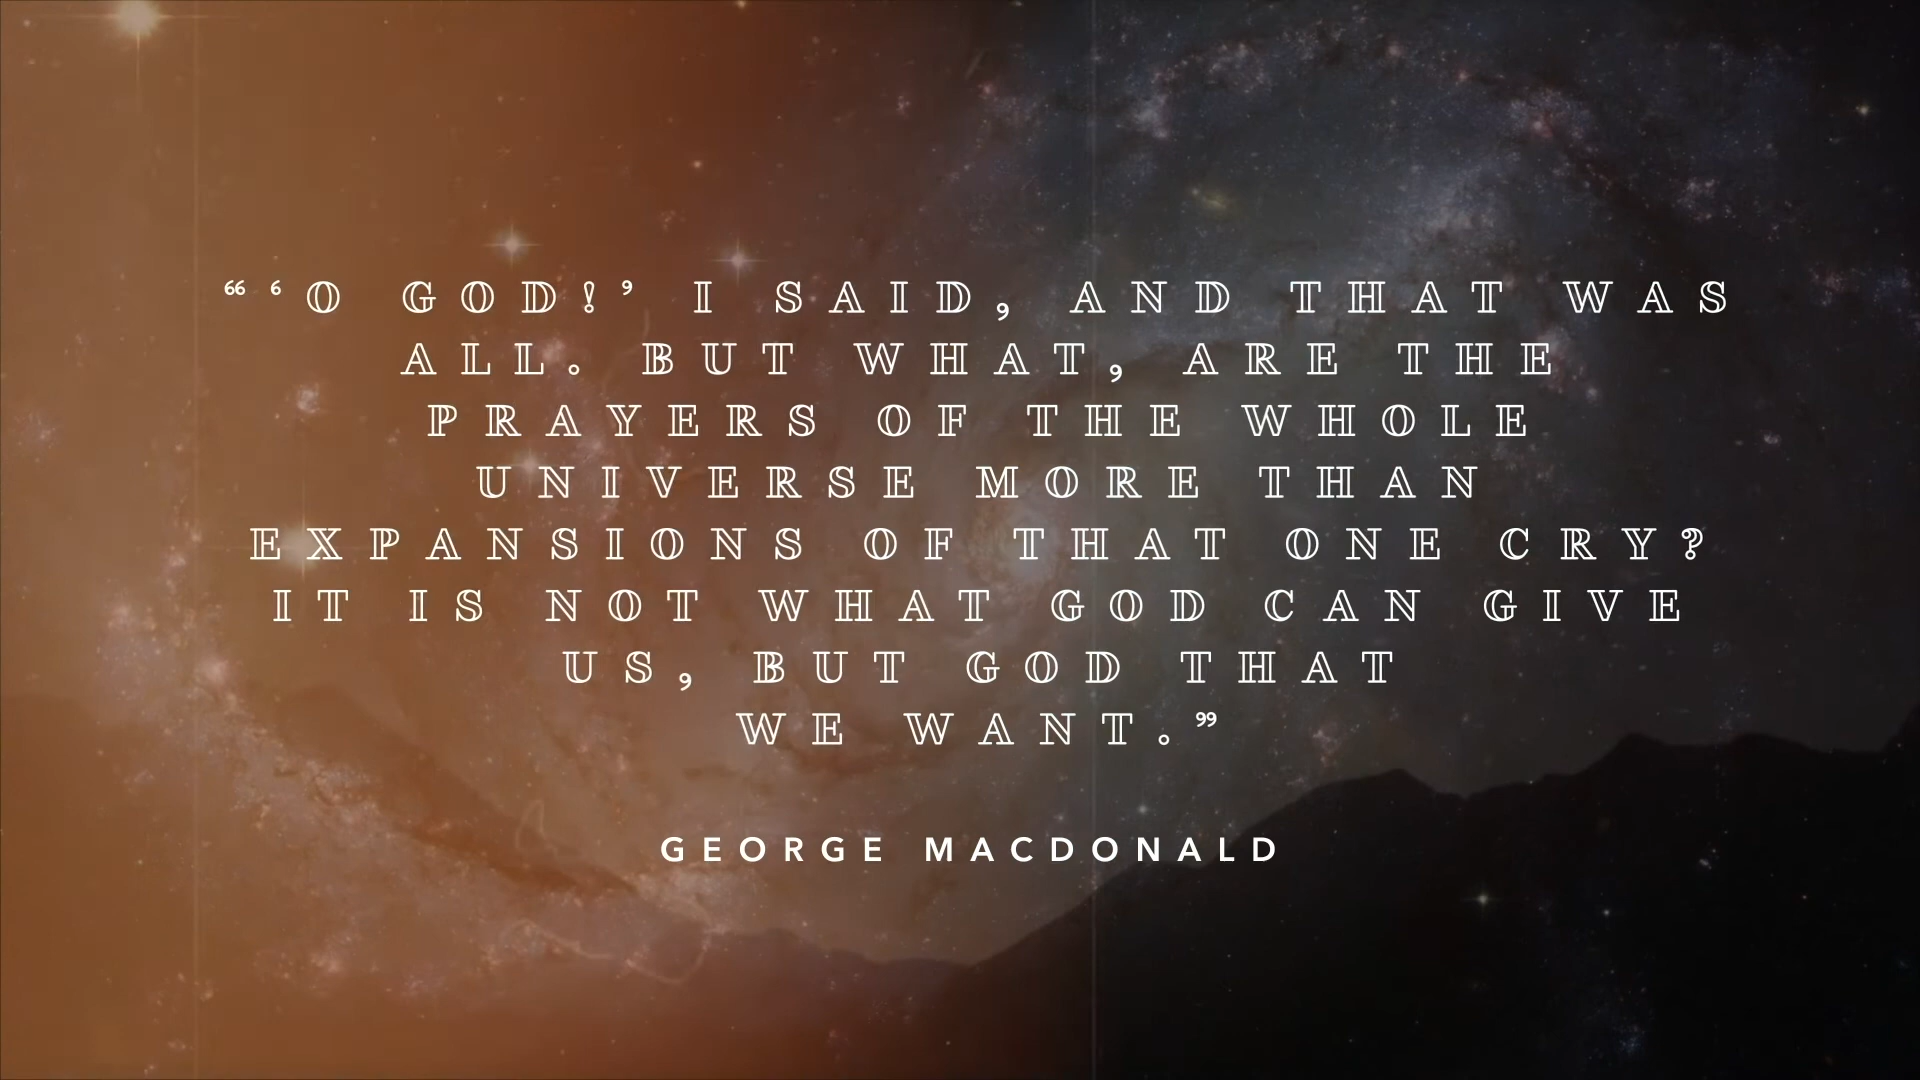 “‘O GOD!’ I SAID, AND THAT WAS
ALL. BUT WHAT, ARE THE
PRAYERS OF THE WHOLE
UNIVERSE MORE THAN
EXPANSIONS OF THAT ONE CRY?
IT IS NOT WHAT GOD CAN GIVE
US, BUT GOD THAT
WE WANT.”
GEORGE MACDONALD